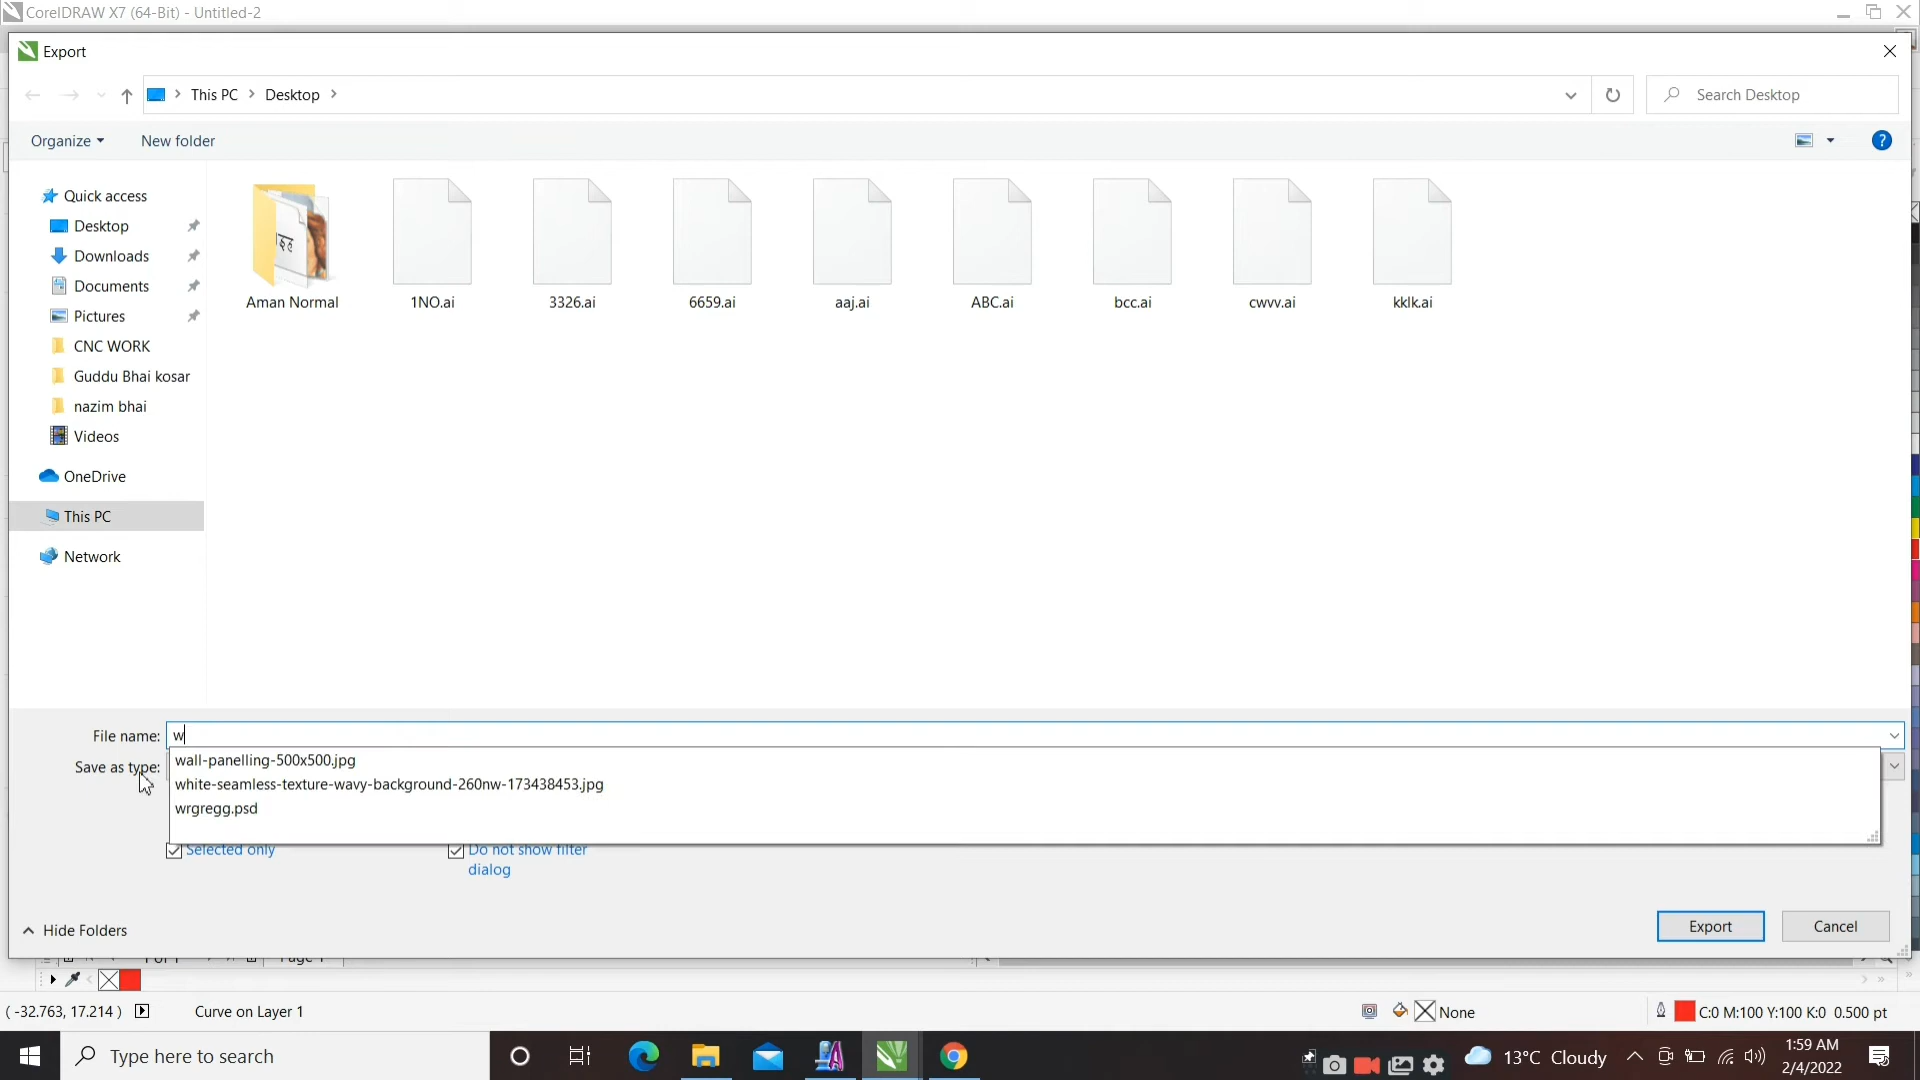 CorelDRAW X7 (64-Bit) - Untitled-2
Export
This PC
Desktop
Search Desktop
Organize
New folder
?
Quick access
Desktop
Downloads
Documents
Pictures
CNC WORK
Guddu Bhai kosar
nazim bhai
Videos
OneDrive
This PC
Network
Aman Normal
1NO.ai
3326.ai
6659.ai
aaj.ai
ABC.ai
bcc.ai
cwvv.ai
kklk.ai
File name: w
Save as type:
wall-panelling-500x500.jpg
white-seamless-texture-wavy-background-260nw-173438453.jpg
wrgregg.psd
Selected only
Do not show filter
dialog
Hide Folders
Export
Cancel
1 of 1
Page 1
( -32.763, 17.214 )
Curve on Layer 1
None
C:0 M:100 Y:100 K:0 0.500 pt
Type here to search
13°C Cloudy
1:59 AM
2/4/2022